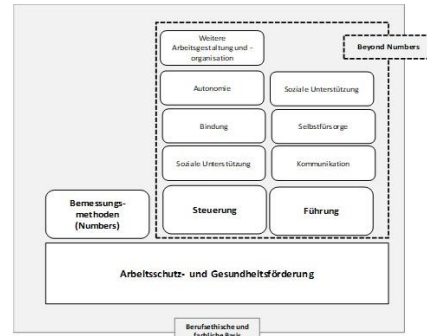 Weitere
Arbeitsgestaltung und –
organisation
Beyond Numbers
Autonomie
Soziale Unterstützung
Bindung
Selbstfürsorge
Soziale Unterstützung
Kommunikation
Bemessungs-
methoden
(Numbers)
Steuerung
Führung
Arbeitsschutz- und Gesundheitsförderung
Berufsethische und
fachliche Basis